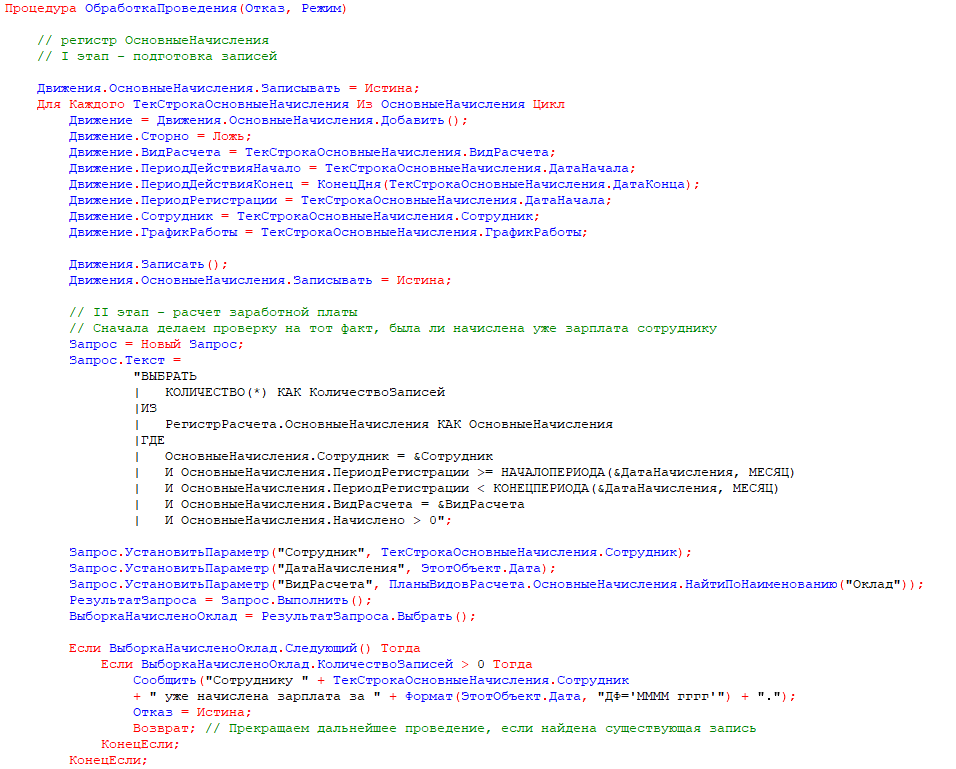 Процедура ОбработкаПроведения(Отказ, Режим)
// регистр ОсновныеНачисления
// I этап - подготовка записей
Движения.ОсновныеНачисления.Записывать = Истина;
Для Каждого ТекСтрокаОсновныеНачисления Из ОсновныеНачисления Цикл
Движение = Движения.ОсновныеНачисления.Добавить();
Движение.Сторно = Ложь;
Движение.ВидРасчета = ТекСтрокаОсновныеНачисления.ВидРасчета;
Движение.ПериодДействияНачало = ТекСтрокаОсновныеНачисления.ДатаНачала;
Движение.ПериодДействияКонец = КонецДня(ТекСтрокаОсновныеНачисления.ДатаКонца);
Движение.ПериодРегистрации = ТекСтрокаОсновныеНачисления.ДатаНачала;
Движение.Сотрудник = ТекСтрокаОсновныеНачисления.Сотрудник;
Движение.ГрафикРаботы = ТекСтрокаОсновныеНачисления.ГрафикРаботы;
Движения.Записать();
Движения.ОсновныеНачисления.Записывать = Истина;
// II этап - расчет заработной платы
// Сначала делаем проверку на тот факт, была ли начислена уже зарплата сотруднику
Запрос = Новый Запрос;
Запрос.Текст =
"ВЫБРАТЬ
|   КОЛИЧЕСТВО(*) КАК КоличествоЗаписей
|ИЗ
|   РегистрРасчета.ОсновныеНачисления КАК ОсновныеНачисления
|ГДЕ
|   ОсновныеНачисления.Сотрудник = &Сотрудник
|   И ОсновныеНачисления.ПериодРегистрации >= НАЧАЛОПЕРИОДА(&ДатаНачисления, МЕСЯЦ)
|   И ОсновныеНачисления.ПериодРегистрации < КОНЕЦПЕРИОДА(&ДатаНачисления, МЕСЯЦ)
|   И ОсновныеНачисления.ВидРасчета = &ВидРасчета
|   И ОсновныеНачисления.Начислено > 0";
Запрос.УстановитьПараметр("Сотрудник", ТекСтрокаОсновныеНачисления.Сотрудник);
Запрос.УстановитьПараметр("ДатаНачисления", ЭтотОбъект.Дата);
Запрос.УстановитьПараметр("ВидРасчета", ПланыВидовРасчета.ОсновныеНачисления.НайтиПоНаименованию("Оклад"));
РезультатЗапроса = Запрос.Выполнить();
ВыборкаНачисленоОклад = РезультатЗапроса.Выбрать();
Если ВыборкаНачисленоОклад.Следующий() Тогда
Если ВыборкаНачисленоОклад.КоличествоЗаписей > 0 Тогда
Сообщить("Сотруднику " + ТекСтрокаОсновныеНачисления.Сотрудник
+ " уже начислена зарплата за " + Формат(ЭтотОбъект.Дата, "ДФ='ММММ гггг'") + ".");
Отказ = Истина;
Возврат; // Прекращаем дальнейшее проведение, если найдена существующая запись
КонецЕсли;
КонецЕсли;